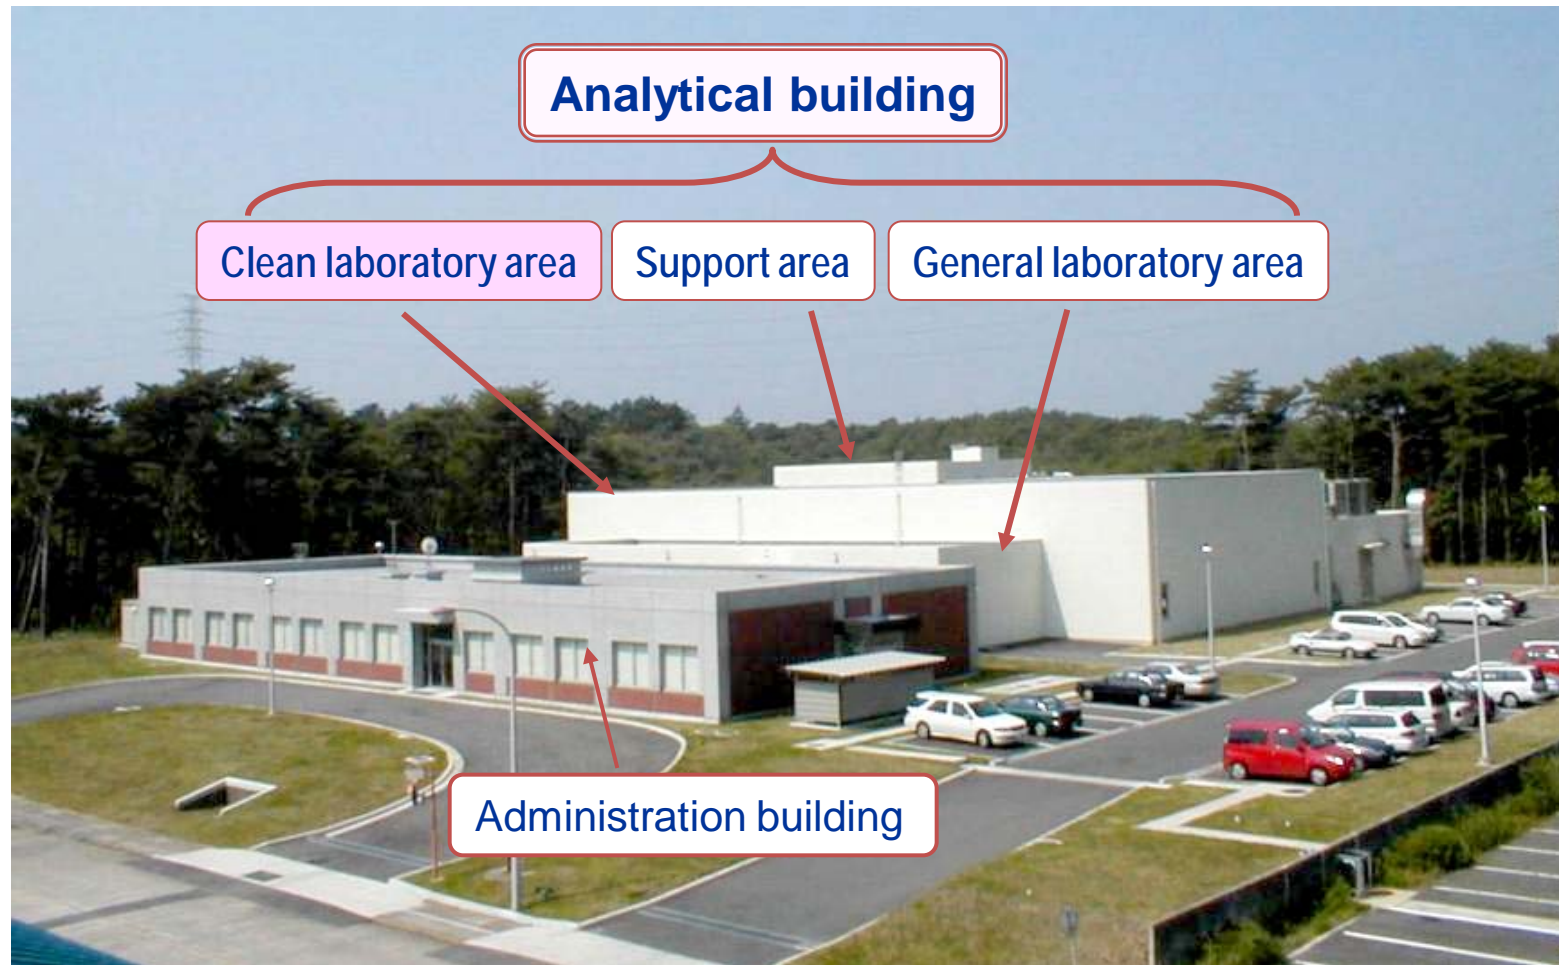 Analytical building
Clean laboratory area
Support area
General laboratory area
Administration building